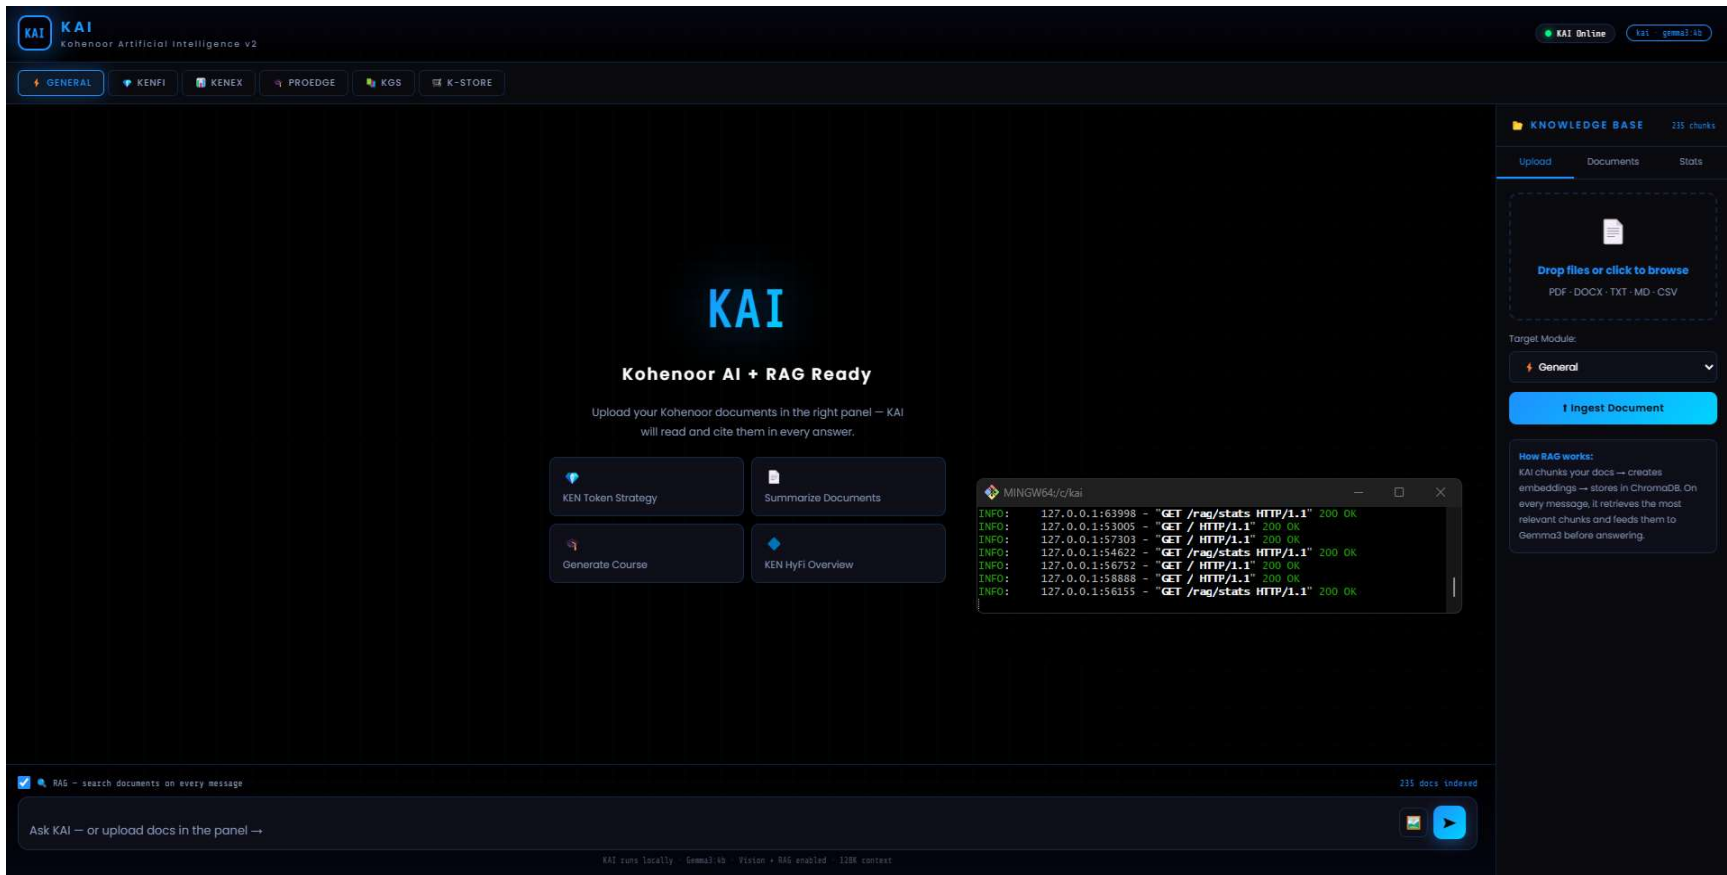 KAI
KAI
Kohenoor Artificial Intelligence v2
KAI Online
kai · gemma3:4b
GENERAL
KENFI
KENEX
PROEDGE
KGS
K-STORE
KNOWLEDGE BASE
235 chunks
Upload
Documents
Stats
Drop files or click to browse
PDF · DOCX · TXT · MD · CSV
Target Module:
General
Ingest Document
How RAG works:
KAI chunks your docs → creates
embeddings → stores in ChromaDB. On
every message, it retrieves the most
relevant chunks and feeds them to
Gemma3 before answering.
KAI
Kohenoor AI + RAG Ready
Upload your Kohenoor documents in the right panel — KAI
will read and cite them in every answer.
KEN Token Strategy
Summarize Documents
Generate Course
KEN HyFi Overview
MINGW64:/c/kai
INFO: 127.0.0.1:63998 - "GET /rag/stats HTTP/1.1" 200 OK
INFO: 127.0.0.1:53005 - "GET / HTTP/1.1" 200 OK
INFO: 127.0.0.1:57303 - "GET / HTTP/1.1" 200 OK
INFO: 127.0.0.1:54622 - "GET /rag/stats HTTP/1.1" 200 OK
INFO: 127.0.0.1:56752 - "GET / HTTP/1.1" 200 OK
INFO: 127.0.0.1:58888 - "GET / HTTP/1.1" 200 OK
INFO: 127.0.0.1:56155 - "GET /rag/stats HTTP/1.1" 200 OK
RAG — search documents on every message
235 docs indexed
Ask KAI — or upload docs in the panel →
KAI runs locally · Gemma3:4b · Vision + RAG enabled · 128K context